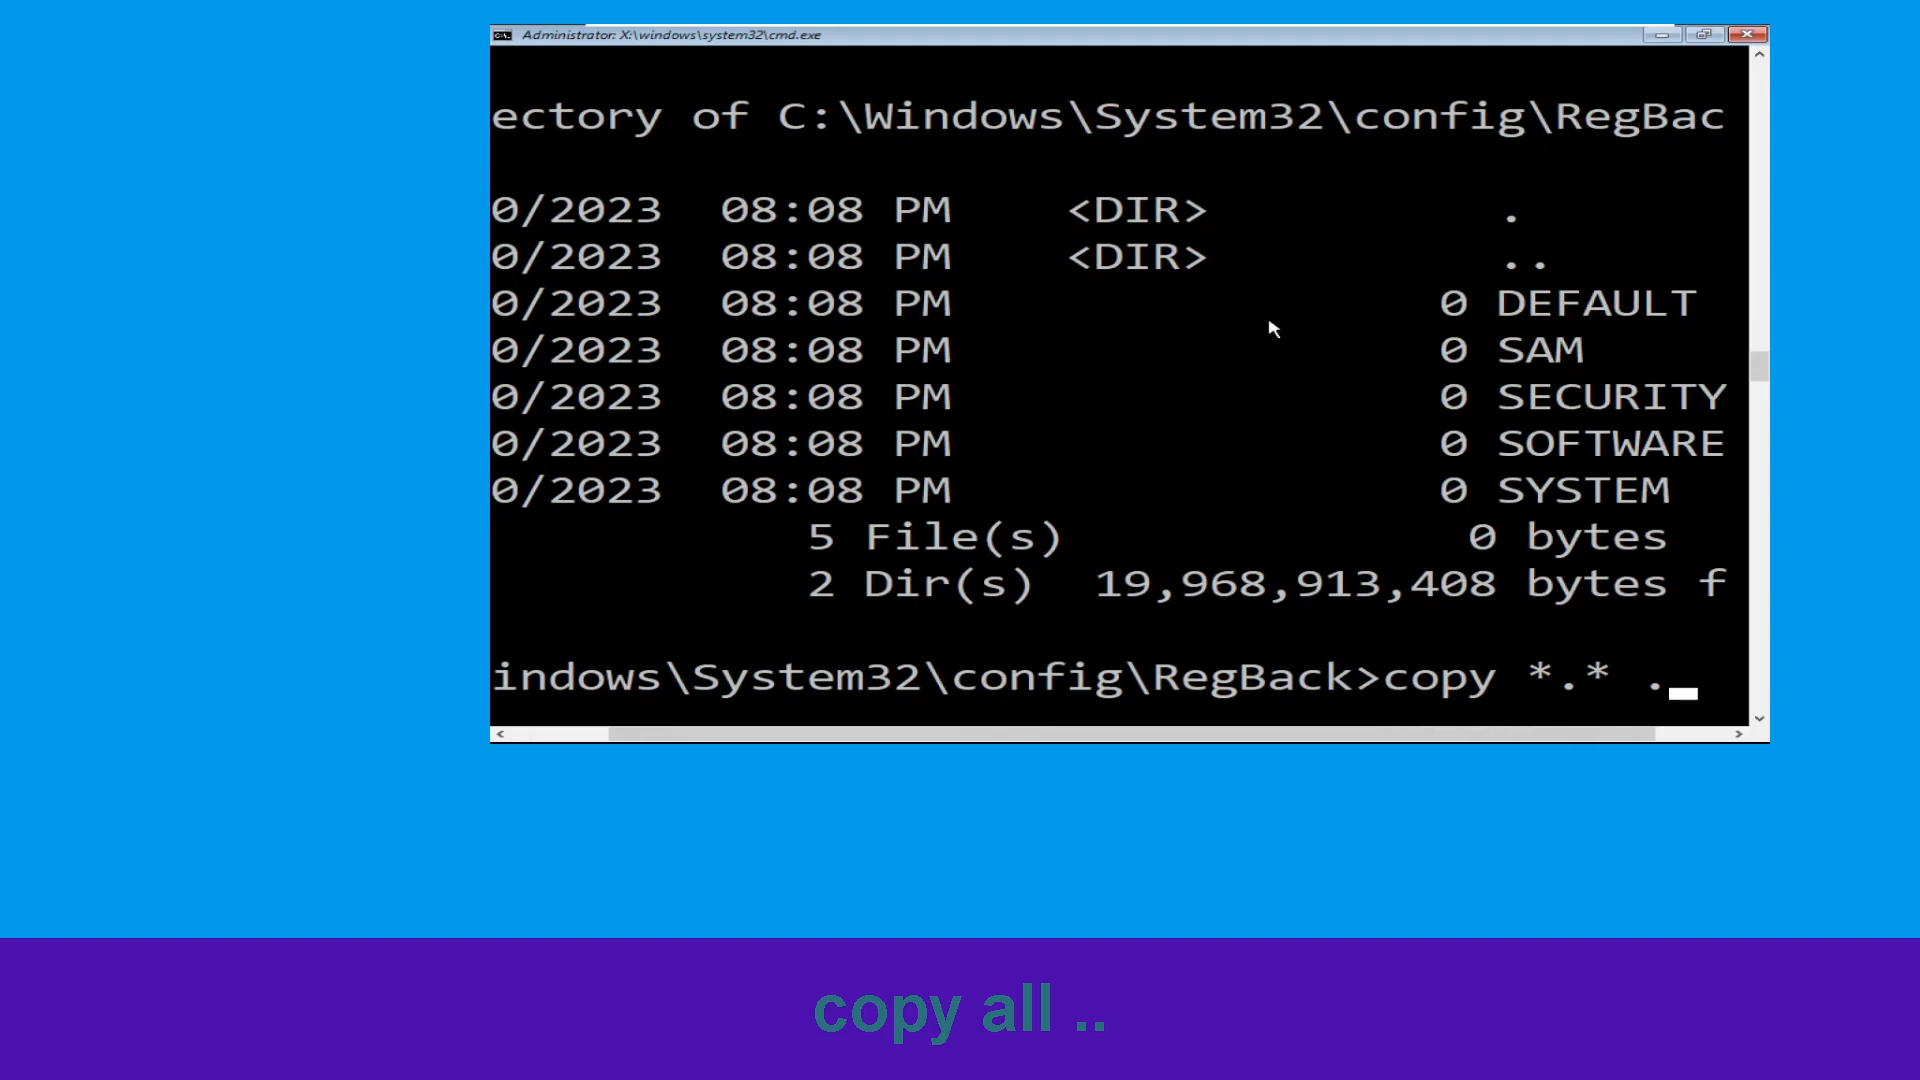 Administrator: X:\windows\system32\cmd.exe
ectory of C:\Windows\System32\config\RegBac
0/2023 08:08 PM <DIR> .
0/2023 08:08 PM <DIR> ..
0/2023 08:08 PM 0 DEFAULT
0/2023 08:08 PM 0 SAM
0/2023 08:08 PM 0 SECURITY
0/2023 08:08 PM 0 SOFTWARE
0/2023 08:08 PM 0 SYSTEM
5 File(s) 0 bytes
2 Dir(s) 19,968,913,408 bytes f
indows\System32\config\RegBack>copy *.* .
copy all ..